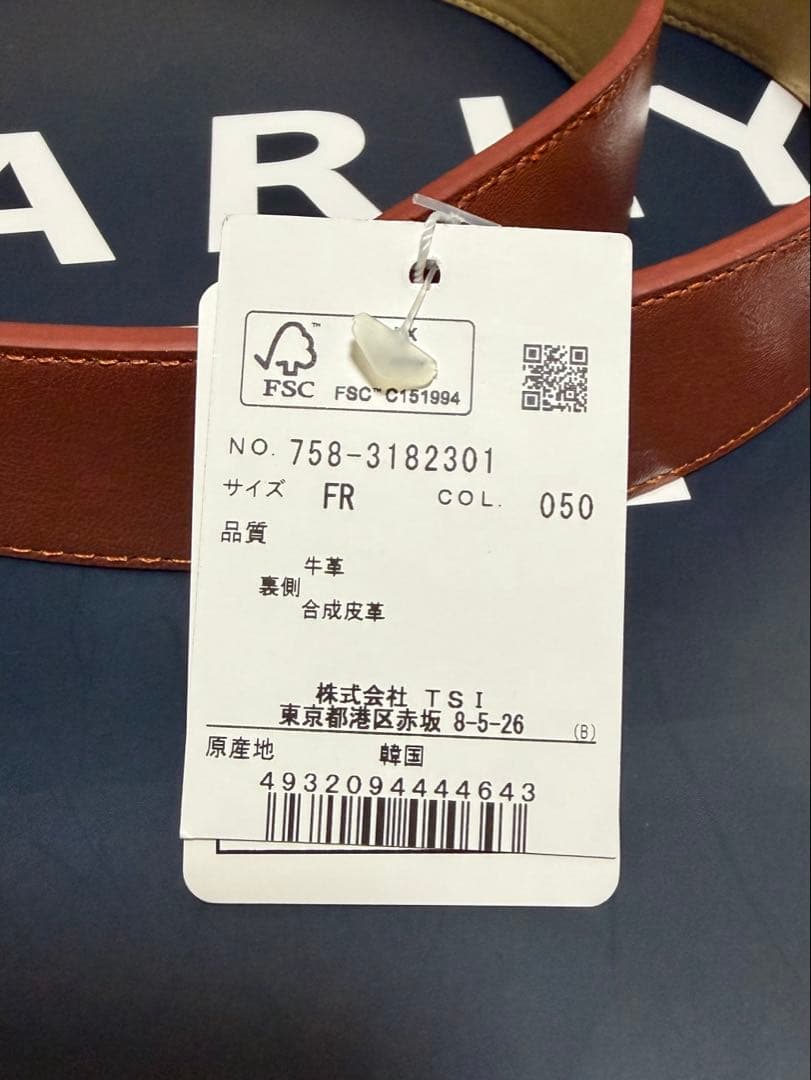 ARLY
FSC™
FSC™ C151994
NO. 758-3182301
サイズ FR COL. 050
品質
牛革
裏側
合成皮革
株式会社 TSI
東京都港区赤坂 8-5-26 (B)
原産地 韓国
4932094444643